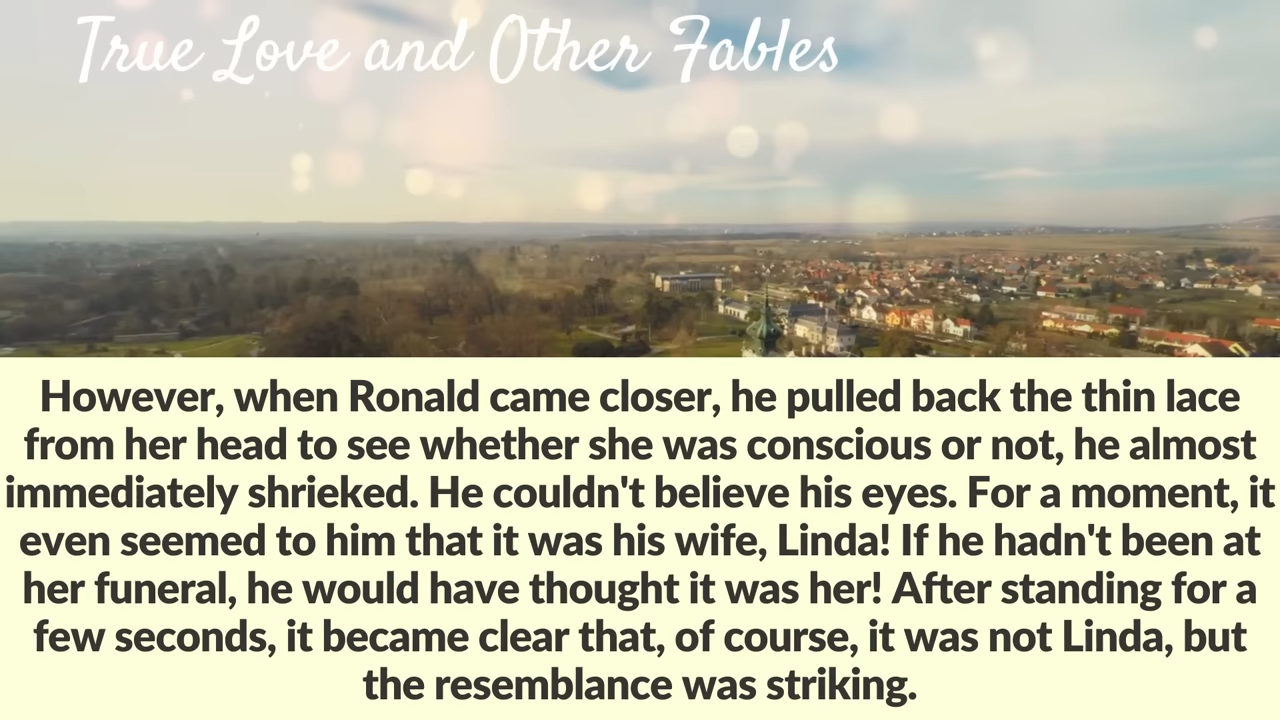 True Love and Other Fables
However, when Ronald came closer, he pulled back the thin lace
from her head to see whether she was conscious or not, he almost
immediately shrieked. He couldn't believe his eyes. For a moment, it
even seemed to him that it was his wife, Linda! If he hadn't been at
her funeral, he would have thought it was her! After standing for a
few seconds, it became clear that, of course, it was not Linda, but
the resemblance was striking.